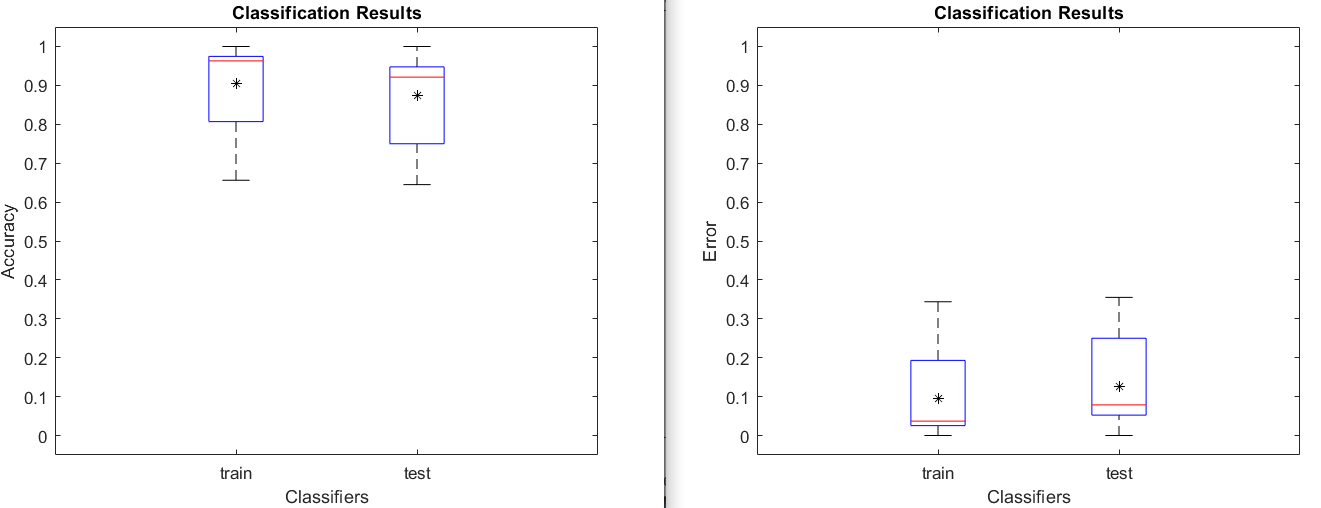 Classification Results
1
0.9
0.8
0.7
0.6
0.5
0.4
0.3
0.2
0.1
0
Accuracy
train test
Classifiers
Classification Results
1
0.9
0.8
0.7
0.6
0.5
0.4
0.3
0.2
0.1
0
Error
train test
Classifiers